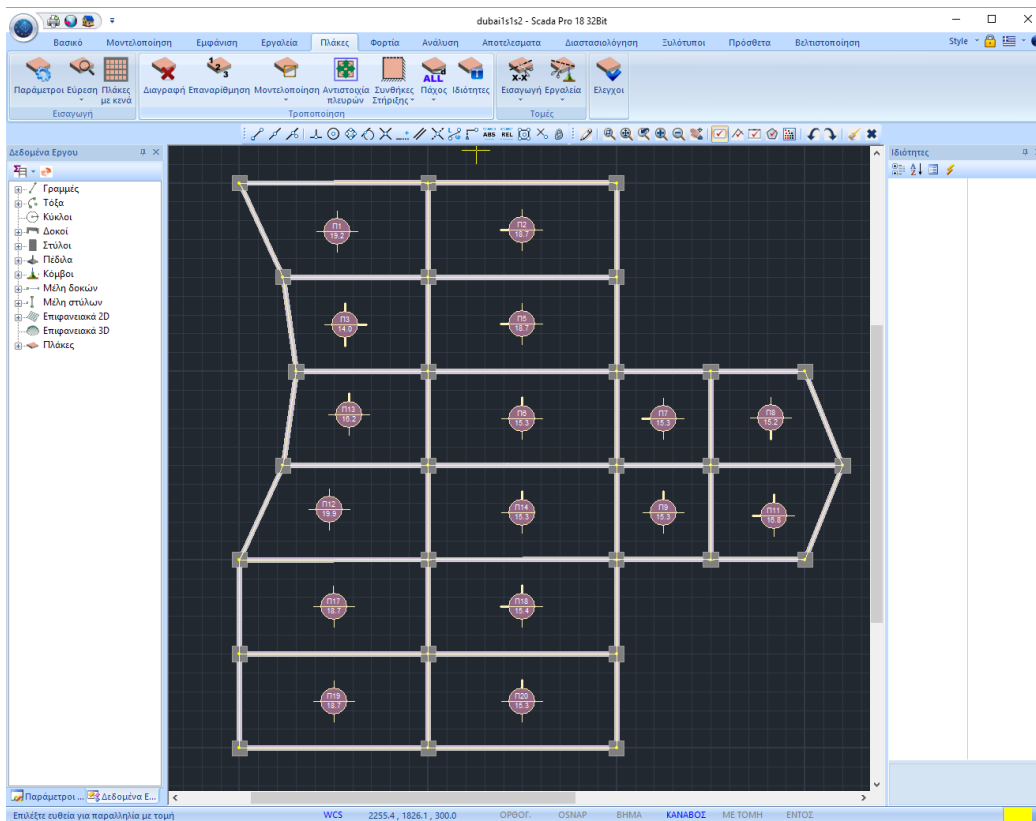 dubai1s1s2 - Scada Pro 18 32Bit
Βασικό Μοντελοποίηση Εμφάνιση Εργαλεία Πλάκες Φορτία Ανάλυση Αποτελεσματα Διαστασιολόγηση Ξυλότυποι Πρόσθετα Βελτιστοποίηση Style
ALL
Παράμετροι Εύρεση Πλάκες με κενά Διαγραφή Επαναρίθμηση Μοντελοποίηση Αντιστοιχία πλευρών Συνθήκες Στήριξης Πάχος Ιδιότητες Εισαγωγή Εργαλεία Ελεγχοι
Εισαγωγή Τροποποίηση Τομές
ABS REL
Δεδομένα Εργου
Ιδιότητες
Γραμμές
Τόξα
Κύκλοι
Δοκοί
Στύλοι
Πέδιλα
Κόμβοι
Μέλη δοκών
Μέλη στύλων
Επιφανειακά 2D
Επιφανειακά 3D
Πλάκες
Π1
19.2
Π2
18.7
Π3
14.0
Π5
18.7
Π13
16.2
Π6
15.3
Π7
15.3
Π8
15.2
Π12
19.9
Π14
15.3
Π9
15.3
Π11
16.8
Π17
18.7
Π18
15.4
Π19
18.7
Π20
15.3
Παράμετροι ... Δεδομένα Ε...
Επιλέξτε ευθεία για παραλληλία με τομή WCS 2255.4 , 1826.1 , 300.0 ΟΡΘΟΓ. OSNAP ΒΗΜΑ ΚΑΝΑΒΟΣ ΜΕ ΤΟΜΗ ΕΝΤΟΣ